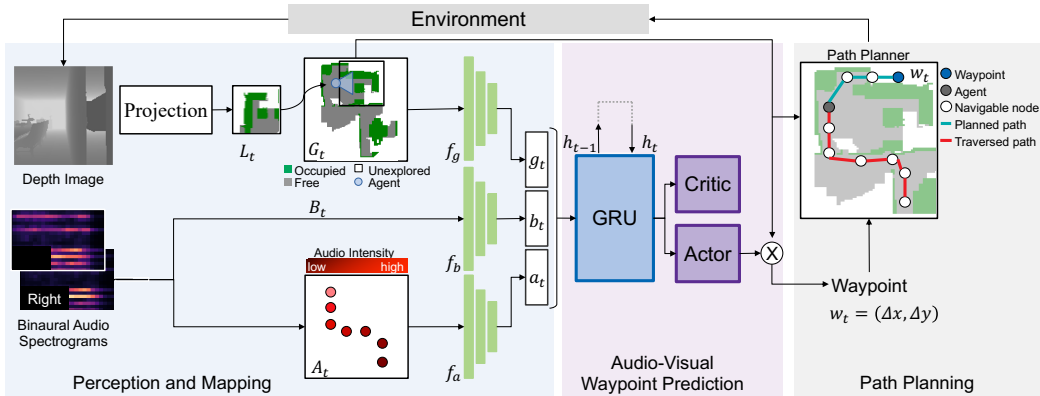 Environment
Depth Image
Projection
L_t
G_t
Occupied
Free
Unexplored
Agent
f_g
g_t
Right
Binaural Audio
Spectrograms
B_t
f_b
b_t
Audio Intensity
low high
A_t
f_a
a_t
Perception and Mapping
h_{t-1}
h_t
GRU
Critic
Actor
X
Audio-Visual
Waypoint Prediction
Path Planner
w_t
Waypoint
Agent
Navigable node
Planned path
Traversed path
Waypoint
w_t = (Δx, Δy)
Path Planning